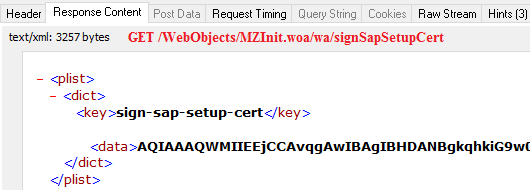 Header Response Content Post Data Request Timing Query String Cookies Raw Stream Hints (3)
text/xml: 3257 bytes GET /WebObjects/MZInit.woa/wa/signSapSetupCert
− <plist>
− <dict>
<key>sign-sap-setup-cert</key>
<data>AQIAAAQWMIIEEjCCAvqgAwIBAgIBHDANBgkqhkiG9w0
</dict>
</plist>